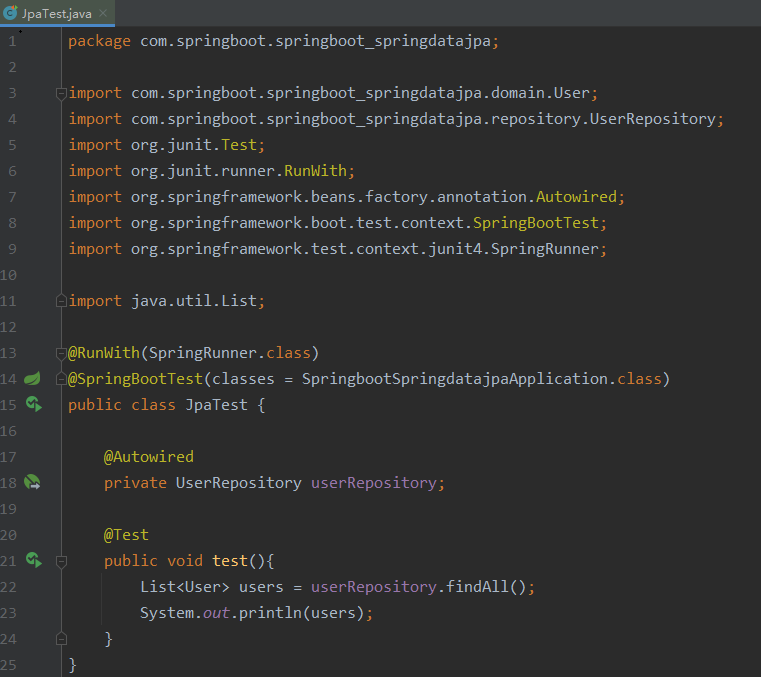 JpaTest.java
1 package com.springboot.springboot_springdatajpa;
2
3 import com.springboot.springboot_springdatajpa.domain.User;
4 import com.springboot.springboot_springdatajpa.repository.UserRepository;
5 import org.junit.Test;
6 import org.junit.runner.RunWith;
7 import org.springframework.beans.factory.annotation.Autowired;
8 import org.springframework.boot.test.context.SpringBootTest;
9 import org.springframework.test.context.junit4.SpringRunner;
10
11 import java.util.List;
12
13 @RunWith(SpringRunner.class)
14 @SpringBootTest(classes = SpringbootSpringdatajpaApplication.class)
15 public class JpaTest {
16
17     @Autowired
18     private UserRepository userRepository;
19
20     @Test
21     public void test(){
22         List<User> users = userRepository.findAll();
23         System.out.println(users);
24     }
25 }